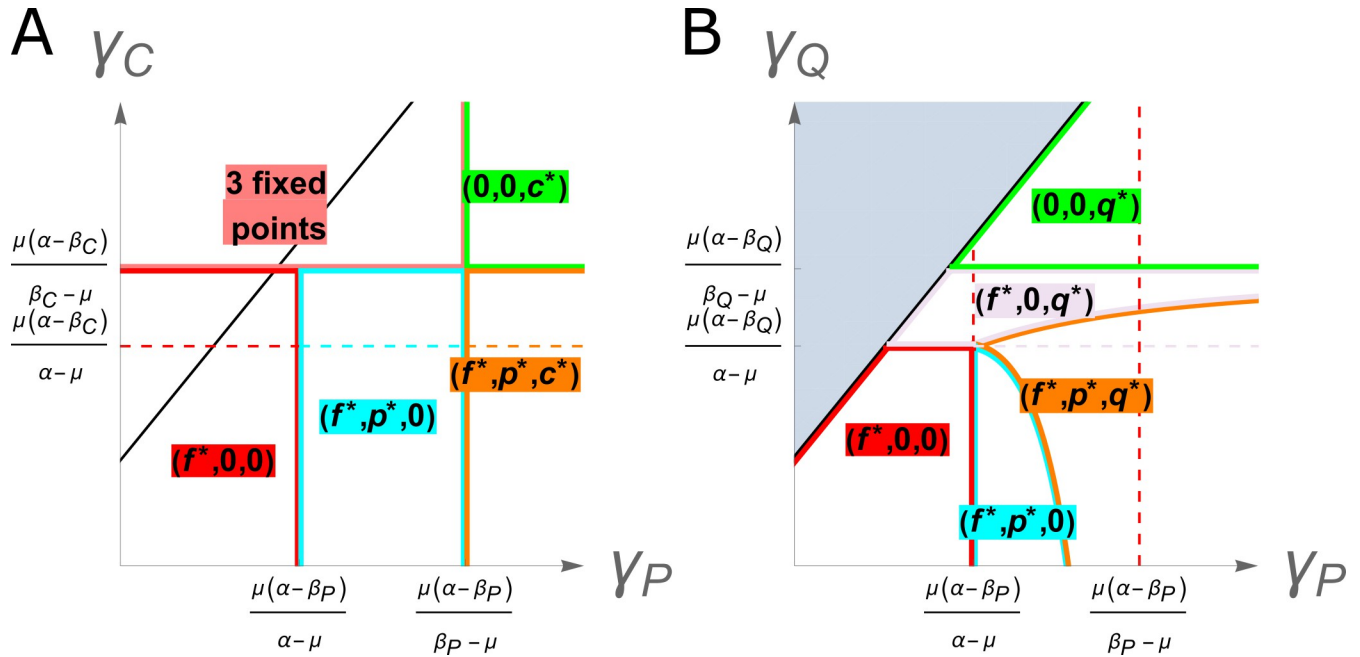 A
γC
3 fixed
points
(0,0,c*)
μ(α-βC)
βC-μ
μ(α-βC)
α-μ
(f*,p*,c*)
(f*,p*,0)
(f*,0,0)
γP
μ(α-βP)
α-μ
μ(α-βP)
βP-μ
B
γQ
(0,0,q*)
μ(α-βQ)
βQ-μ
μ(α-βQ)
α-μ
(f*,0,q*)
(f*,p*,q*)
(f*,0,0)
(f*,p*,0)
γP
μ(α-βP)
α-μ
μ(α-βP)
βP-μ